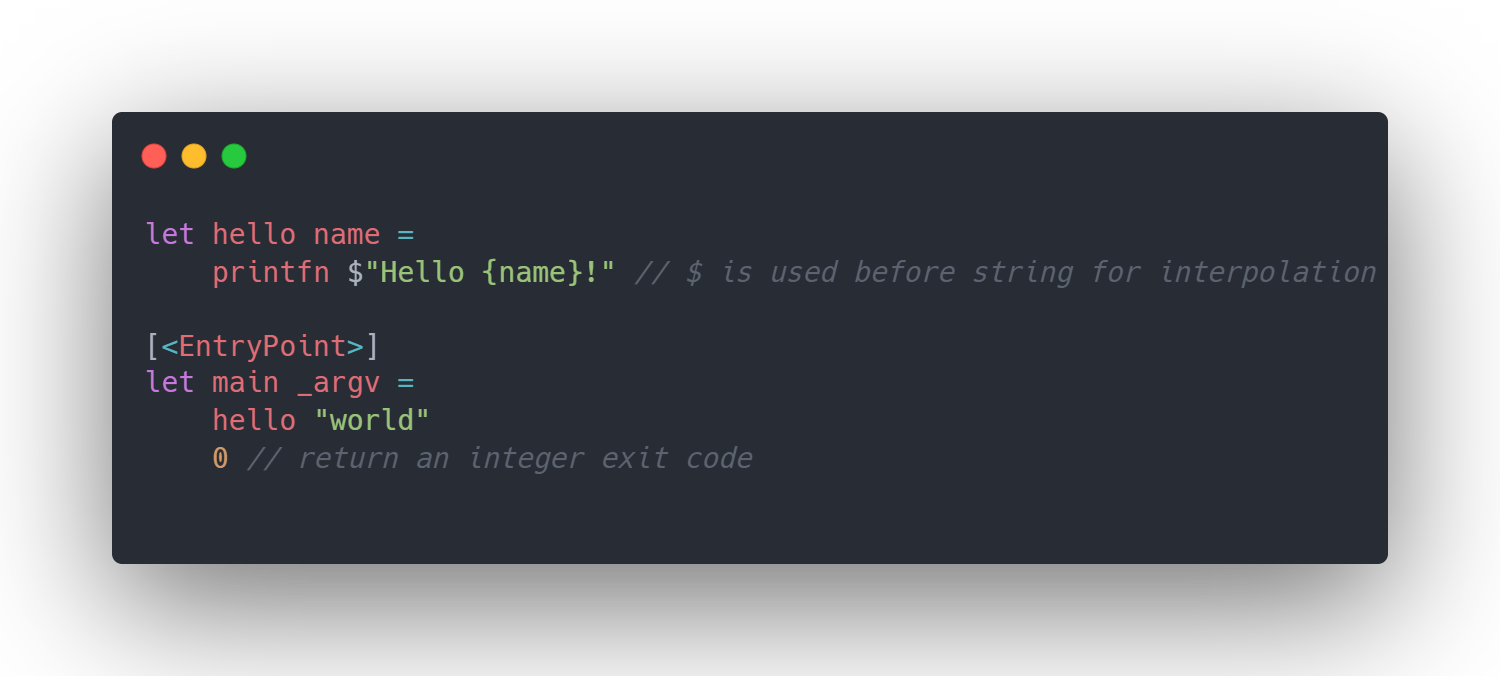 let hello name =
    printfn $"Hello {name}!" // $ is used before string for interpolation

[<EntryPoint>]
let main _argv =
    hello "world"
    0 // return an integer exit code